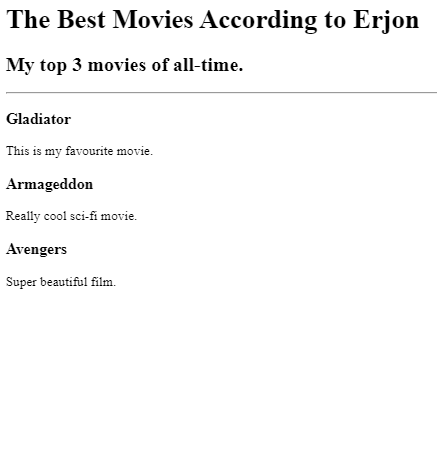 The Best Movies According to Erjon
My top 3 movies of all-time.
Gladiator
This is my favourite movie.
Armageddon
Really cool sci-fi movie.
Avengers
Super beautiful film.